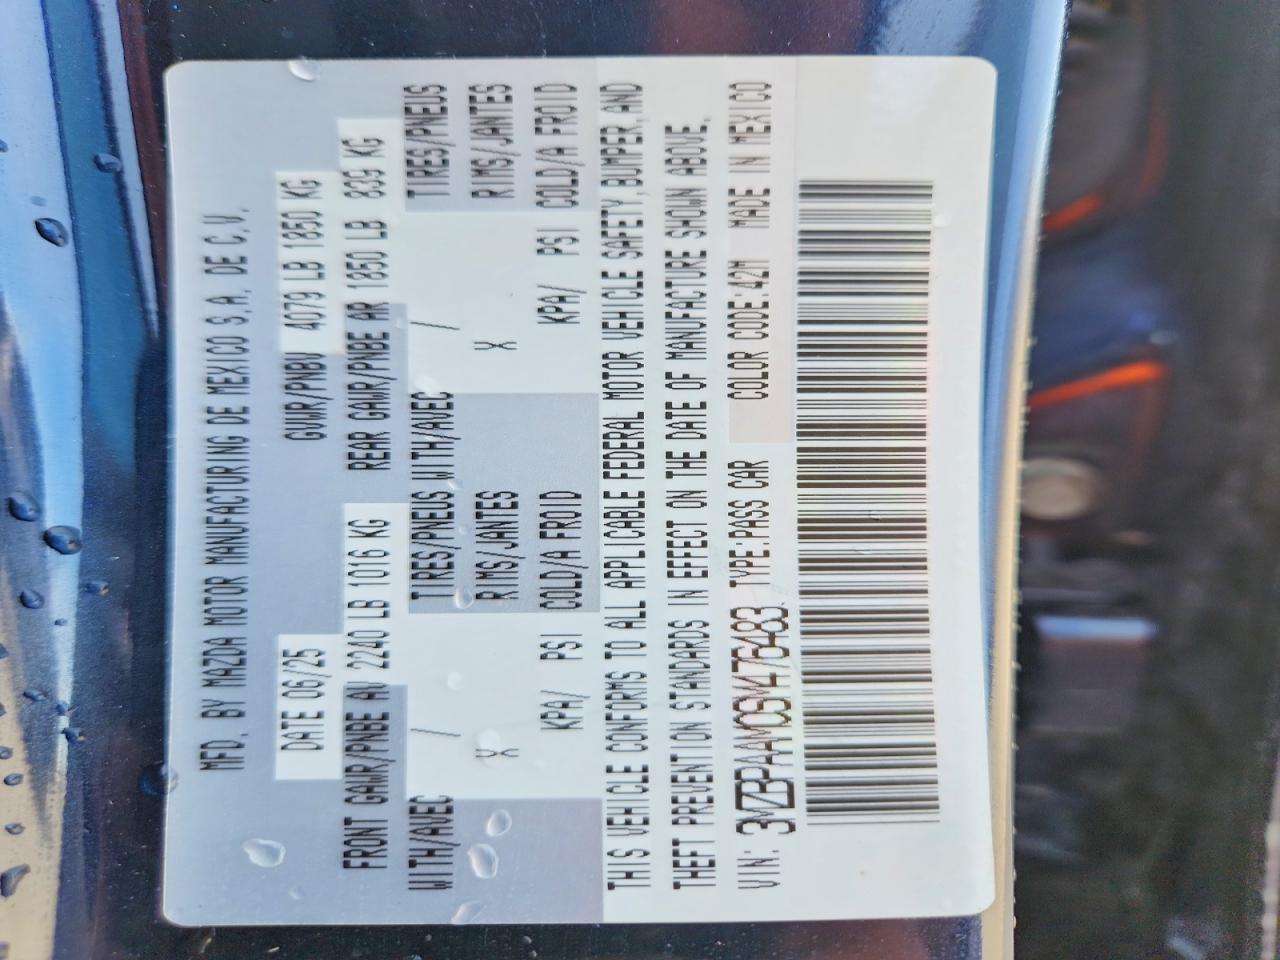 MFD. BY MAZDA MOTOR MANUFACTURING DE MEXICO S.A. DE C.V.
DATE 06/25 GVWR/PNBV 4079 LB 1850 KG
FRONT GAWR/PNBE AV 2240 LB 1016 KG REAR GAWR/PNBE AR 1850 LB 839 KG
WITH/AVEC / TIRES/PNEUS WITH/AVEC / TIRES/PNEUS
X RIMS/JANTES X RIMS/JANTES
KPA/ PSI COLD/A FROID KPA/ PSI COLD/A FROID
THIS VEHICLE CONFORMS TO ALL APPLICABLE FEDERAL MOTOR VEHICLE SAFETY,BUMPER,AND
THEFT PREVENTION STANDARDS IN EFFECT ON THE DATE OF MANUFACTURE SHOWN ABOVE.
VIN: TYPE:PASS CAR COLOR CODE:42M MADE IN MEXICO